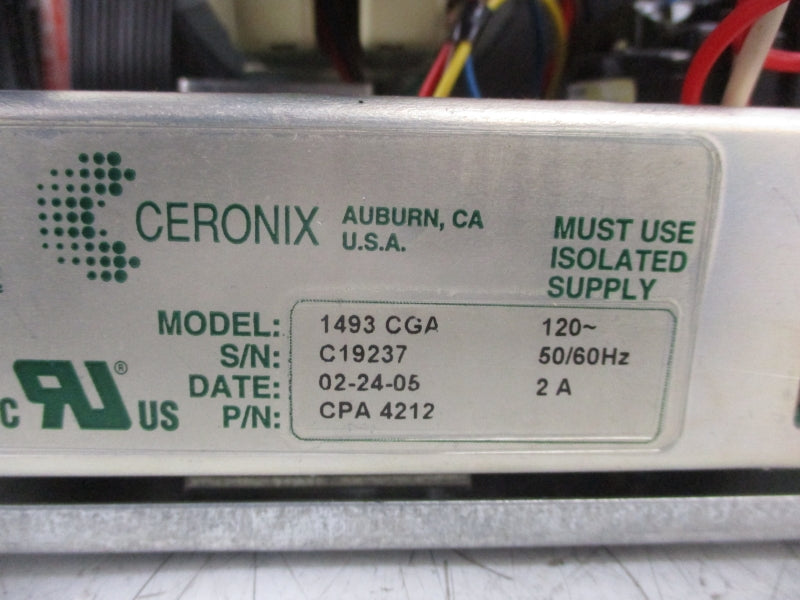 CERONIX AUBURN, CA
U.S.A.
MUST USE
ISOLATED
SUPPLY
MODEL: 1493 CGA 120~
S/N: C19237 50/60Hz
DATE: 02-24-05 2 A
P/N: CPA 4212
C RU® US